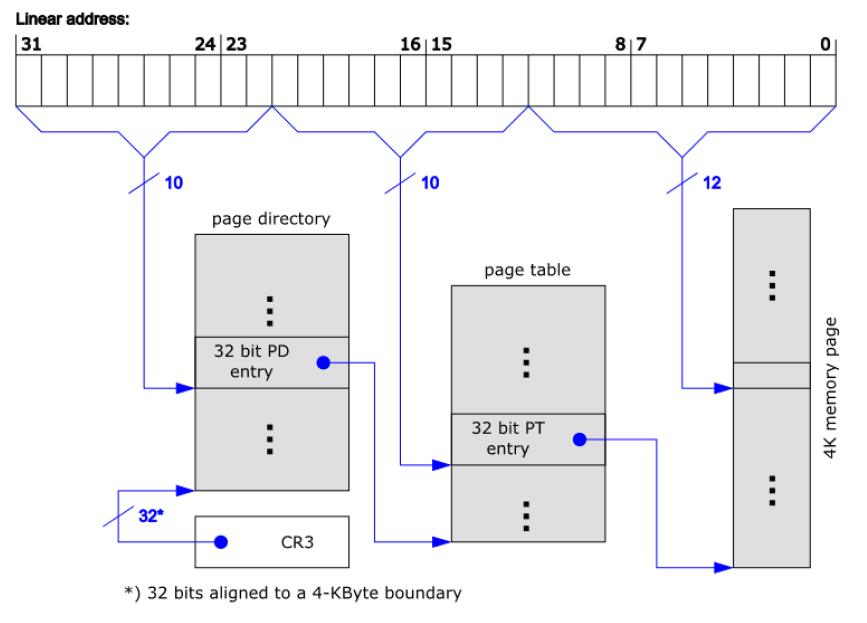 Linear address:
31 24 23 16 15 8 7 0
10 10 12
page directory
page table
32 bit PD
entry
32 bit PT
entry
4K memory page
32*
CR3
*) 32 bits aligned to a 4-KByte boundary